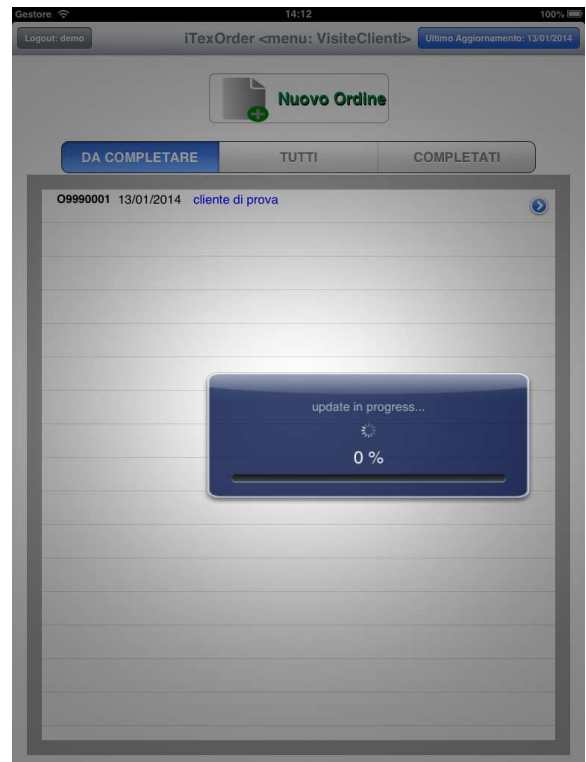 Gestore 14:12 100%
Logout: demo iTexOrder <menu: VisiteClienti> Ultimo Aggiornamento: 13/01/2014
Nuovo Ordine
DA COMPLETARE TUTTI COMPLETATI
O9990001 13/01/2014 cliente di prova
update in progress...
0 %